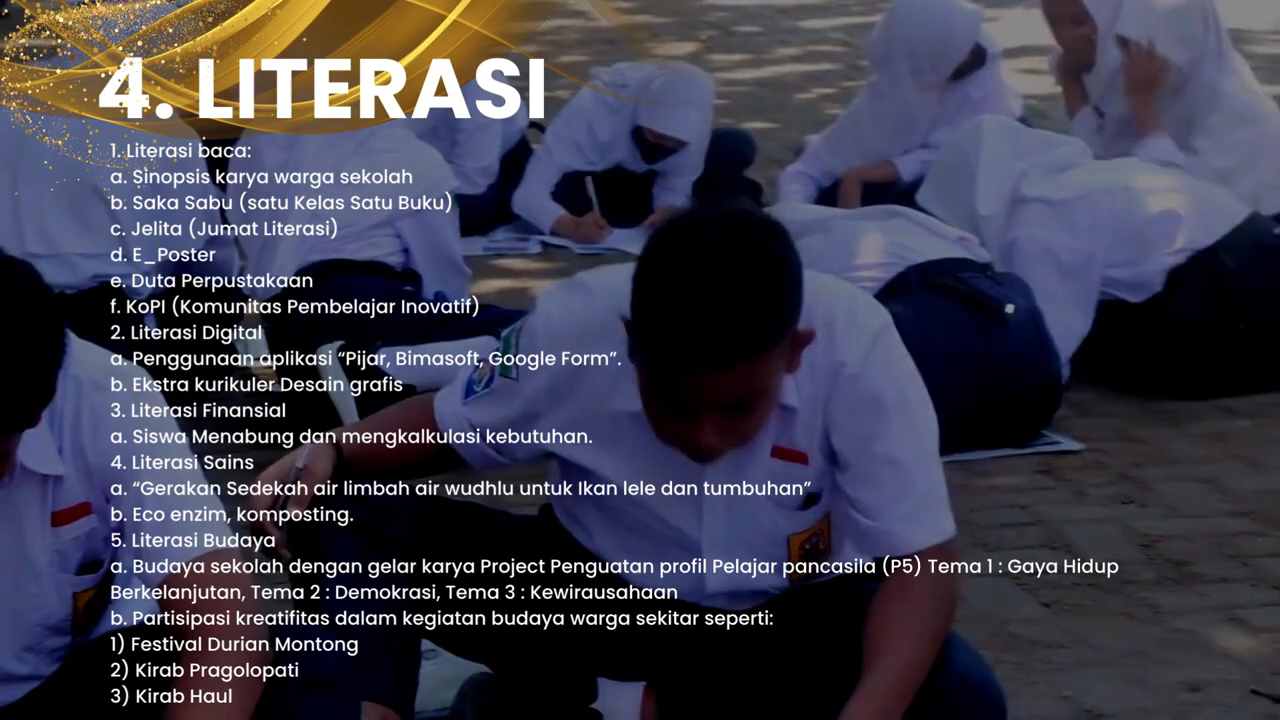 4. LITERASI
1. Literasi baca:
a. Sinopsis karya warga sekolah
b. Saka Sabu (satu Kelas Satu Buku)
c. Jelita (Jumat Literasi)
d. E_Poster
e. Duta Perpustakaan
f. KoPI (Komunitas Pembelajar Inovatif)
2. Literasi Digital
a. Penggunaan aplikasi “Pijar, Bimasoft, Google Form”.
b. Ekstra kurikuler Desain grafis
3. Literasi Finansial
a. Siswa Menabung dan mengkalkulasi kebutuhan.
4. Literasi Sains
a. “Gerakan Sedekah air limbah air wudhlu untuk Ikan lele dan tumbuhan”
b. Eco enzim, komposting.
5. Literasi Budaya
a. Budaya sekolah dengan gelar karya Project Penguatan profil Pelajar pancasila (P5) Tema 1 : Gaya Hidup
Berkelanjutan, Tema 2 : Demokrasi, Tema 3 : Kewirausahaan
b. Partisipasi kreatifitas dalam kegiatan budaya warga sekitar seperti:
1) Festival Durian Montong
2) Kirab Pragolopati
3) Kirab Haul